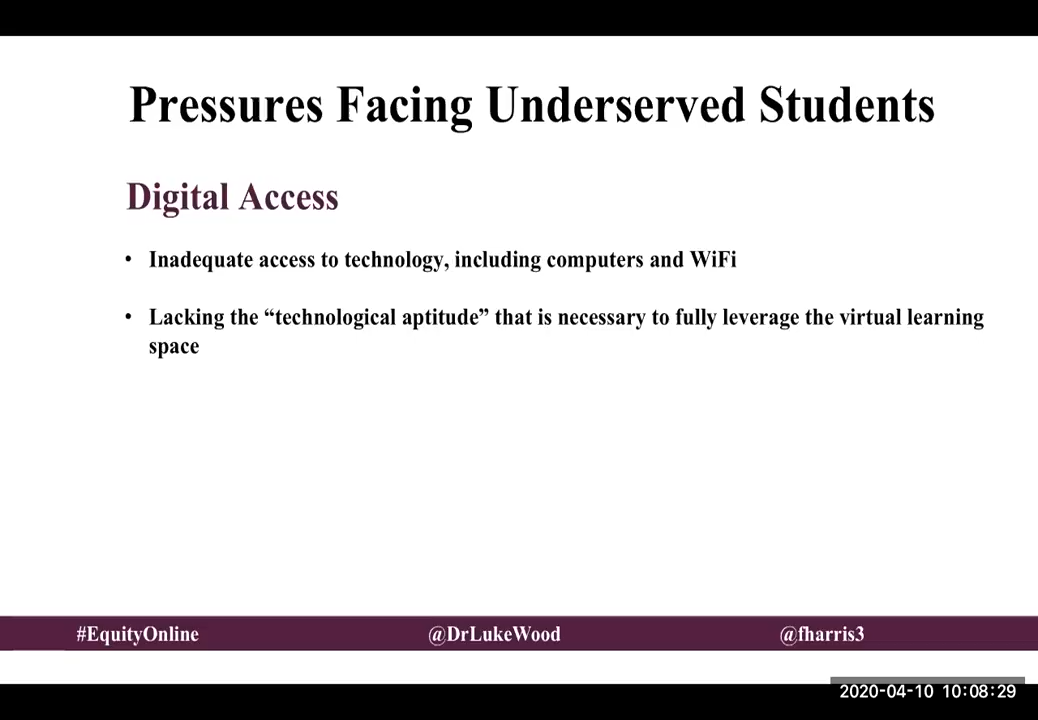 Pressures Facing Underserved Students
Digital Access
• Inadequate access to technology, including computers and WiFi
• Lacking the “technological aptitude” that is necessary to fully leverage the virtual learning
space
#EquityOnline @DrLukeWood @fharris3
2020-04-10 10:08:29